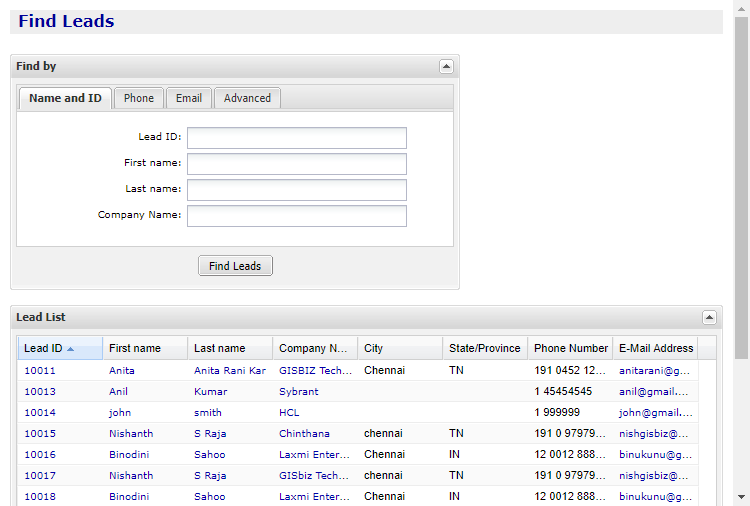 Find Leads
Find by
Name and ID Phone Email Advanced
Lead ID:
First name:
Last name:
Company Name:
Find Leads
Lead List
Lead ID First name Last name Company N... City State/Province Phone Number E-Mail Address
10011 Anita Anita Rani Kar GISBIZ Tech... Chennai TN 191 0452 12... anitarani@g...
10013 Anil Kumar Sybrant 1 45454545 anil@gmail....
10014 john smith HCL 1 999999 john@gmail....
10015 Nishanth S Raja Chinthana chennai TN 191 0 97979... nishgisbiz@...
10016 Binodini Sahoo Laxmi Enter... Chennai IN 12 0012 888... binukunu@g...
10017 Nishanth S Raja GISbiz Tech... Chennai TN 191 0 97979... nishgisbiz@...
10018 Binodini Sahoo Laxmi Enter... Chennai IN 12 0012 888... binukunu@g...